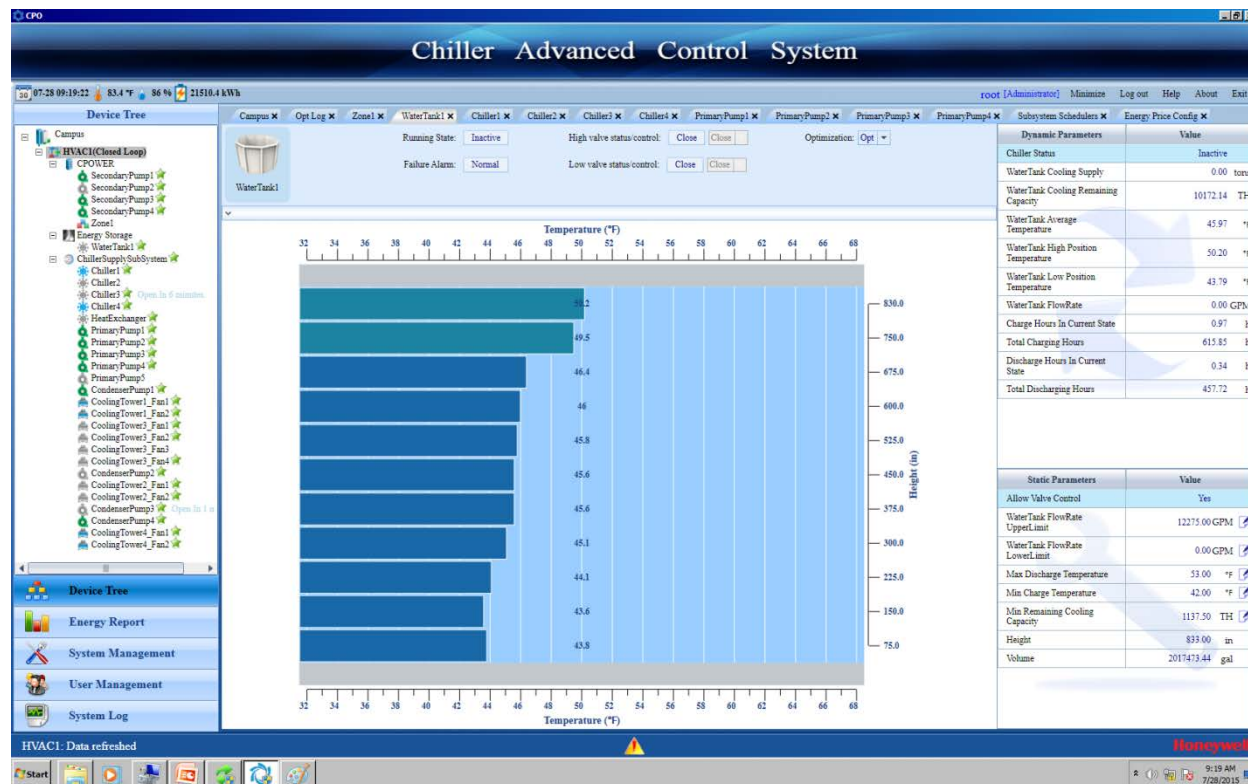 CPO
Chiller Advanced Control System
30 07-28 09:19:22 83.4 °F 86 % 21510.4 kWh
root [Administrator] Minimize Log out Help About Exit
Device Tree
Campus
HVAC1(Closed Loop)
CPOWER
SecondaryPump1
SecondaryPump2
SecondaryPump3
SecondaryPump4
Zone1
Energy Storage
WaterTank1
ChillerSupplySubSystem
Chiller1
Chiller2
Chiller3 Open In 6 minutes
Chiller4
HeatExchanger
PrimaryPump1
PrimaryPump2
PrimaryPump3
PrimaryPump4
PrimaryPump5
CondenserPump1
CoolingTower1_Fan1
CoolingTower1_Fan2
CoolingTower3_Fan1
CoolingTower3_Fan2
CoolingTower3_Fan3
CoolingTower3_Fan4
CondenserPump2
CoolingTower2_Fan1
CoolingTower2_Fan2
CondenserPump3 Open In 1
CondenserPump4
CoolingTower4_Fan1
CoolingTower4_Fan2
Device Tree
Energy Report
System Management
User Management
System Log
Campus Opt Log Zone1 WaterTank1 Chiller1 Chiller2 Chiller3 Chiller4 PrimaryPump1 PrimaryPump2 PrimaryPump3 PrimaryPump4 Subsystem Schedulers Energy Price Config
WaterTank1
Running State: Inactive High valve status/control: Close Close Optimization: Opt
Failure Alarm: Normal Low valve status/control: Close Close
Temperature (°F)
32 34 36 38 40 42 44 46 48 50 52 54 56 58 60 62 64 66 68
50.2 830.0
49.5 750.0
46.4 675.0
46 600.0
45.8 525.0
45.6 450.0
Height (in)
45.6 375.0
45.1 300.0
44.1 225.0
43.6 150.0
43.8 75.0
32 34 36 38 40 42 44 46 48 50 52 54 56 58 60 62 64 66 68
Temperature (°F)
Dynamic Parameters Value
Chiller Status Inactive
WaterTank Cooling Supply 0.00 tons
WaterTank Cooling Remaining Capacity 10172.14 TH
WaterTank Average Temperature 45.97
WaterTank High Position Temperature 50.20
WaterTank Low Position Temperature 43.79
WaterTank FlowRate 0.00 GPM
Charge Hours In Current State 0.97
Total Charging Hours 615.85
Discharge Hours In Current State 0.34
Total Discharging Hours 457.72
Static Parameters Value
Allow Valve Control Yes
WaterTank FlowRate UpperLimit 12275.00 GPM
WaterTank FlowRate LowerLimit 0.00 GPM
Max Discharge Temperature 53.00 °F
Min Charge Temperature 42.00 °F
Min Remaining Cooling Capacity 1137.50 TH
Height 833.00 in
Volume 2017473.44 gal
HVAC1: Data refreshed
Honeywell
Start
9:19 AM
7/28/2015